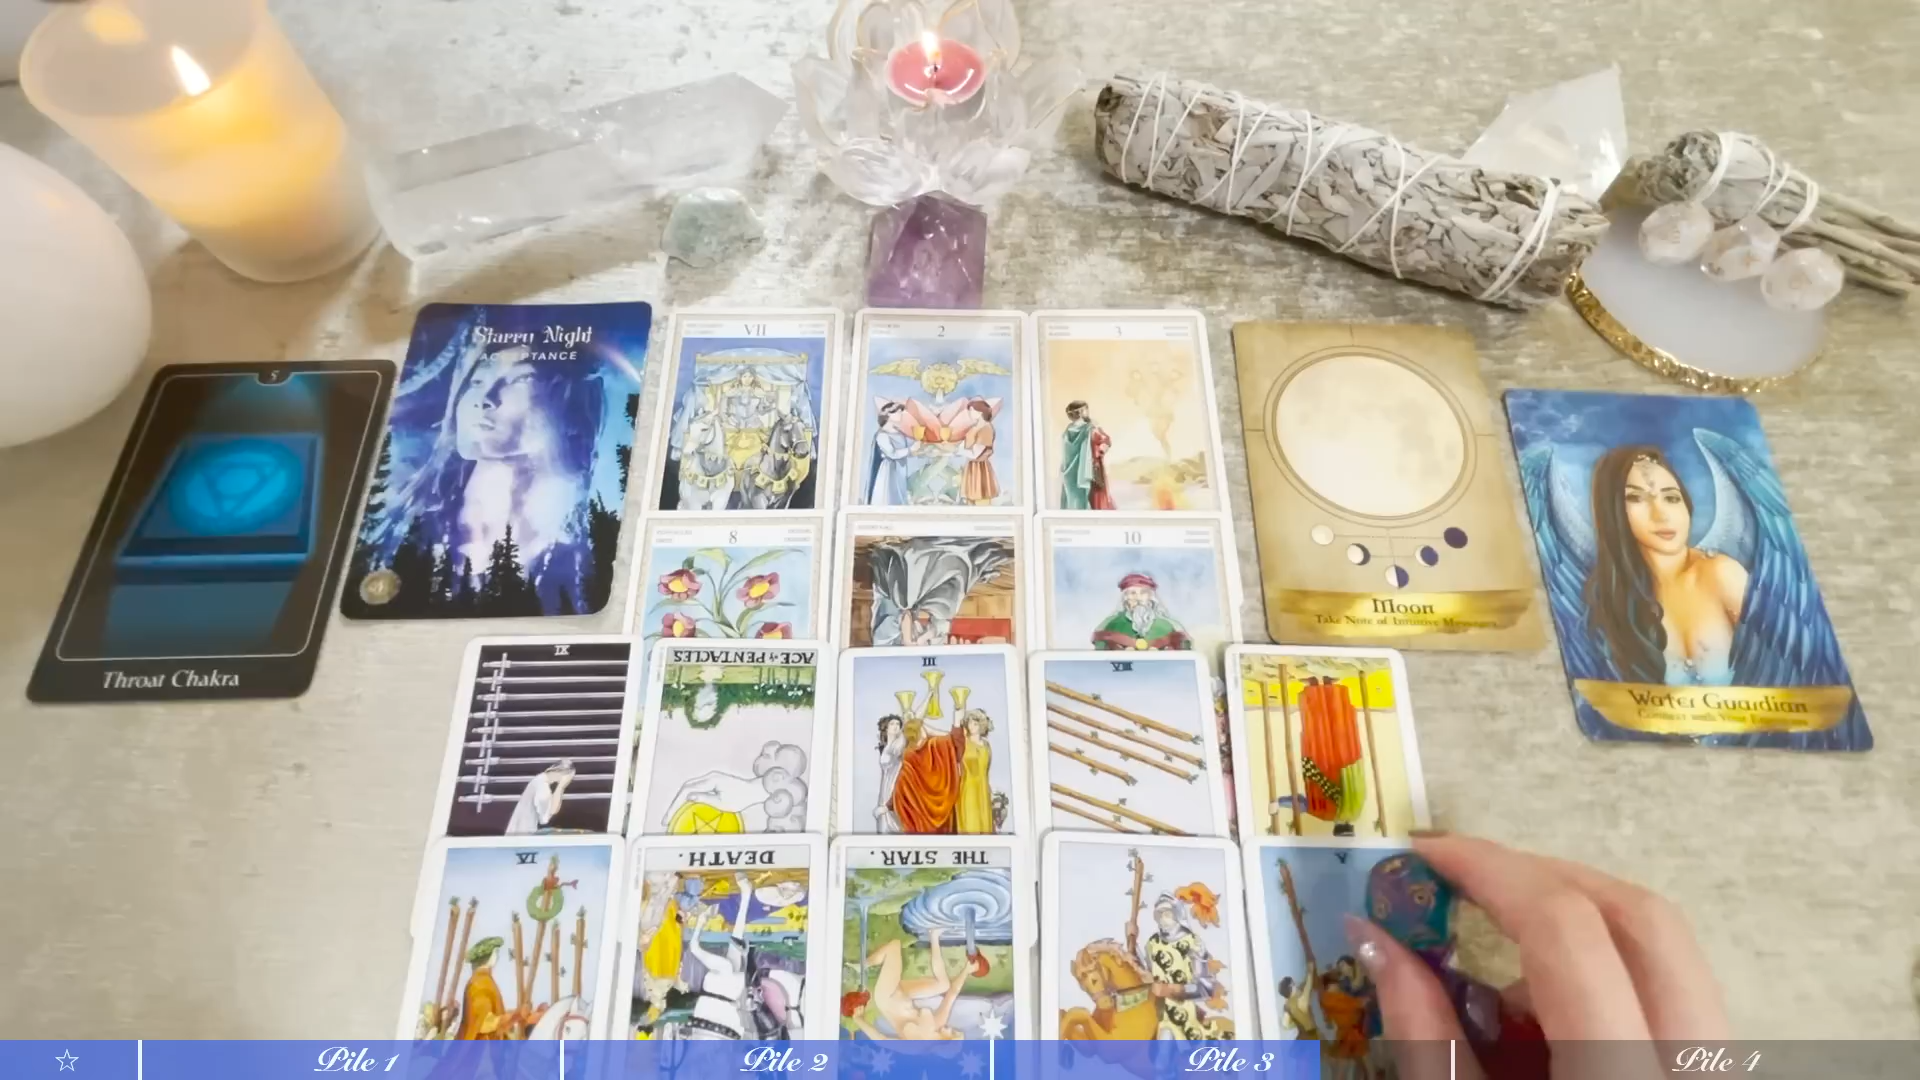 5
Throat Chakra
Starry Night
ACCEPTANCE
VII
2
3
8
10
Moon
Take Note of Intuitive Messages
Water Guardian
Connect with Your Emotions
IX
ACE of PENTACLES
III
VIII
VI
DEATH.
THE STAR.
V
☆ Pile 1 Pile 2 Pile 3 Pile 4